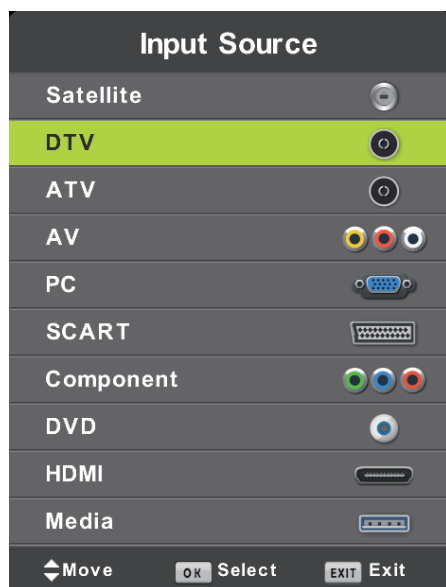 Input Source
Satellite
DTV
ATV
AV
PC
SCART
Component
DVD
HDMI
Media
Move OK Select EXIT Exit